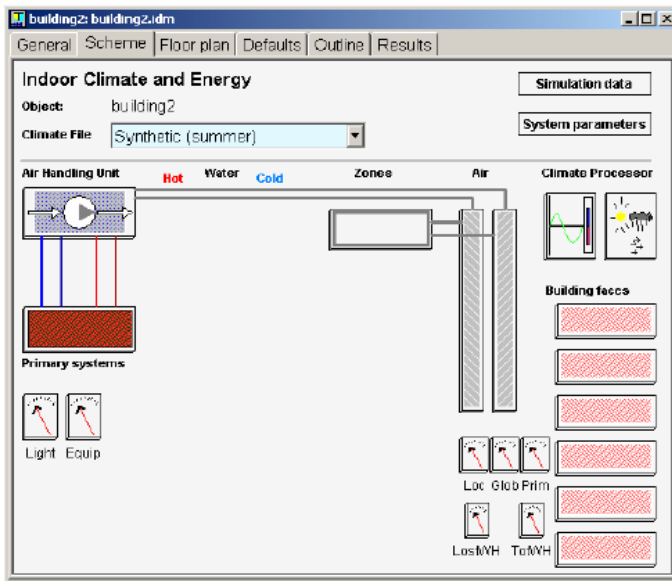 building2: building2.idm
General Scheme Floor plan Defaults Outline Results
Indoor Climate and Energy
Simulation data
Object: building2
System parameters
Climate File Synthetic (summer)
Air Handling Unit Hot Water Cold Zones Air Climate Processor
Building faces
Primary systems
Light Equip
Loc Glob Prim
LostWH TotWH